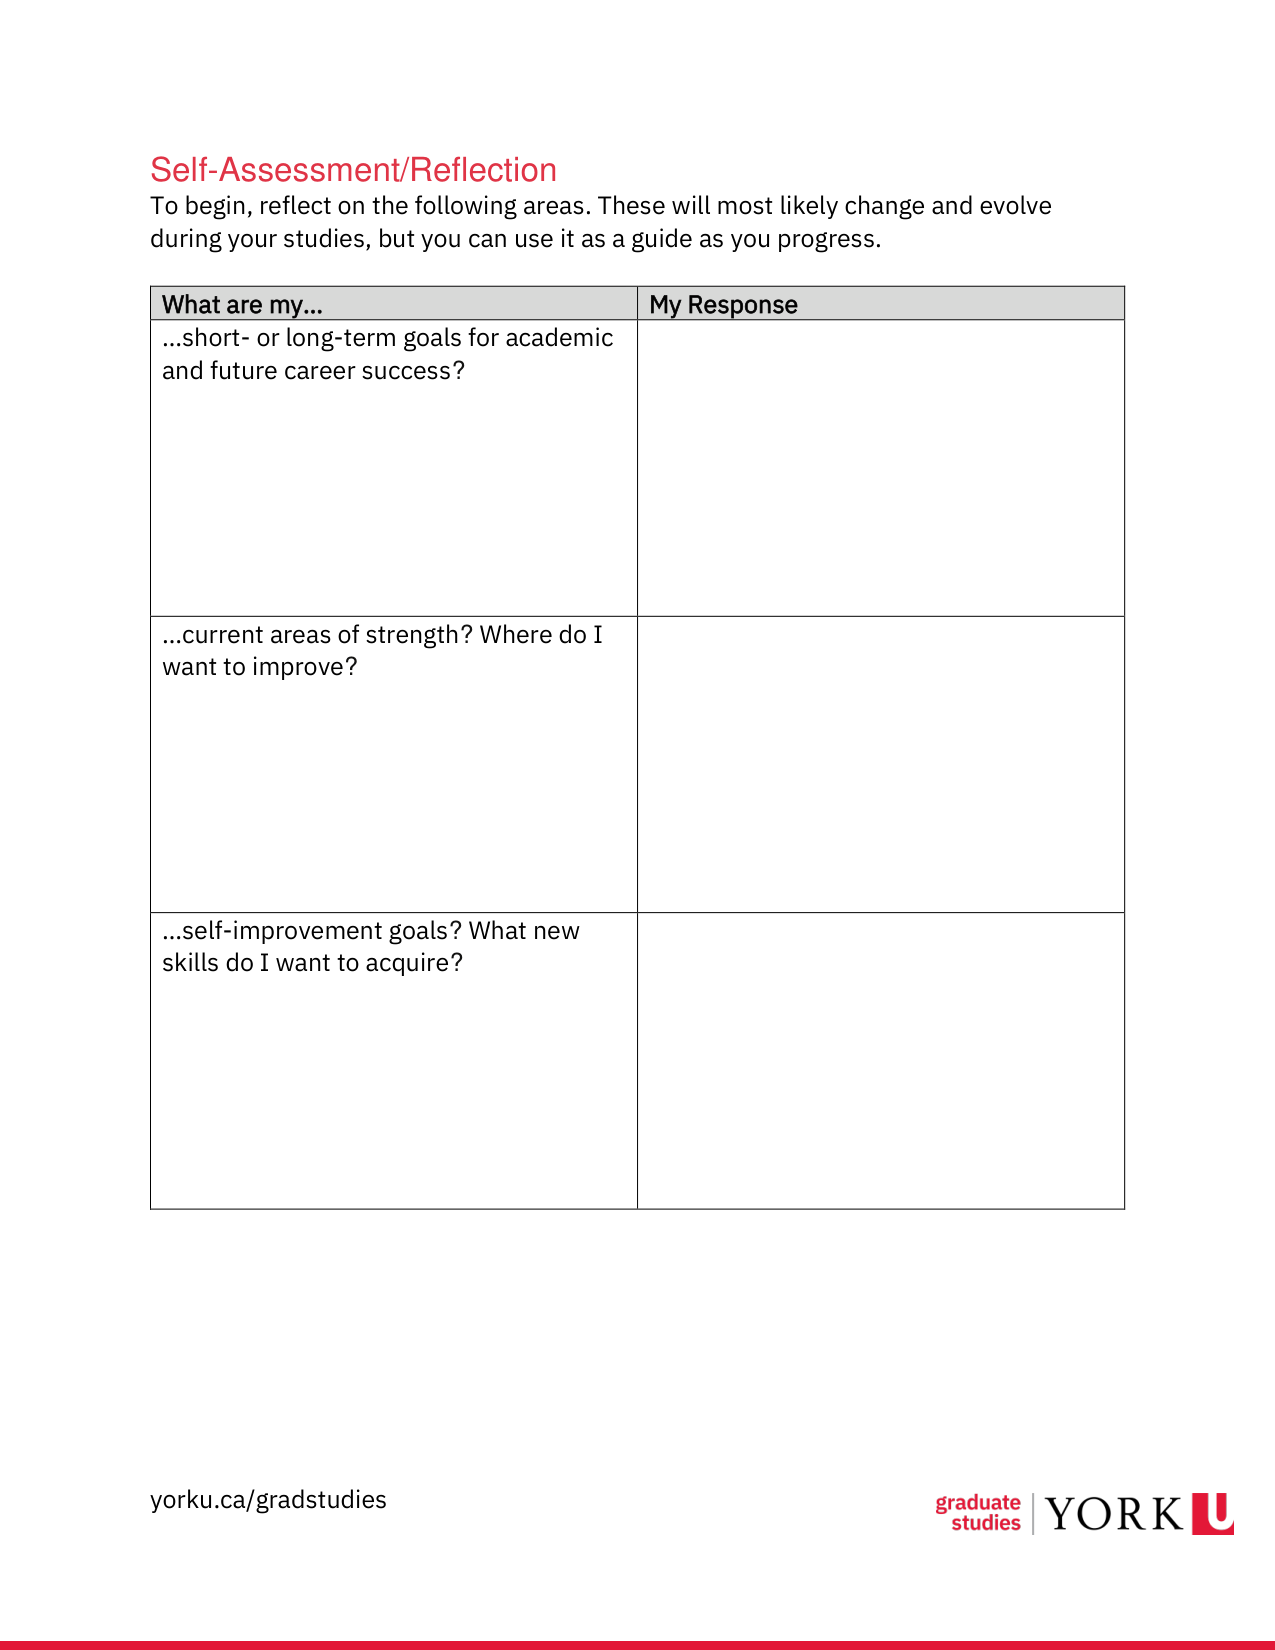 Self-Assessment/Reflection
To begin, reflect on the following areas. These will most likely change and evolve
during your studies, but you can use it as a guide as you progress.
What are my...
My Response
...short- or long-term goals for academic
and future career success?
...current areas of strength? Where do I
want to improve?
...self-improvement goals? What new
skills do I want to acquire?
yorku.ca/gradstudies
graduate
studies
YORK U